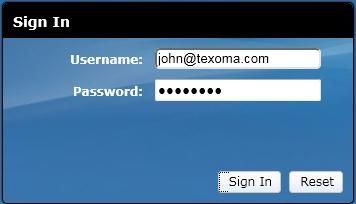 Sign In
Username: john@texoma.com
Password: ••••••••
Sign In Reset